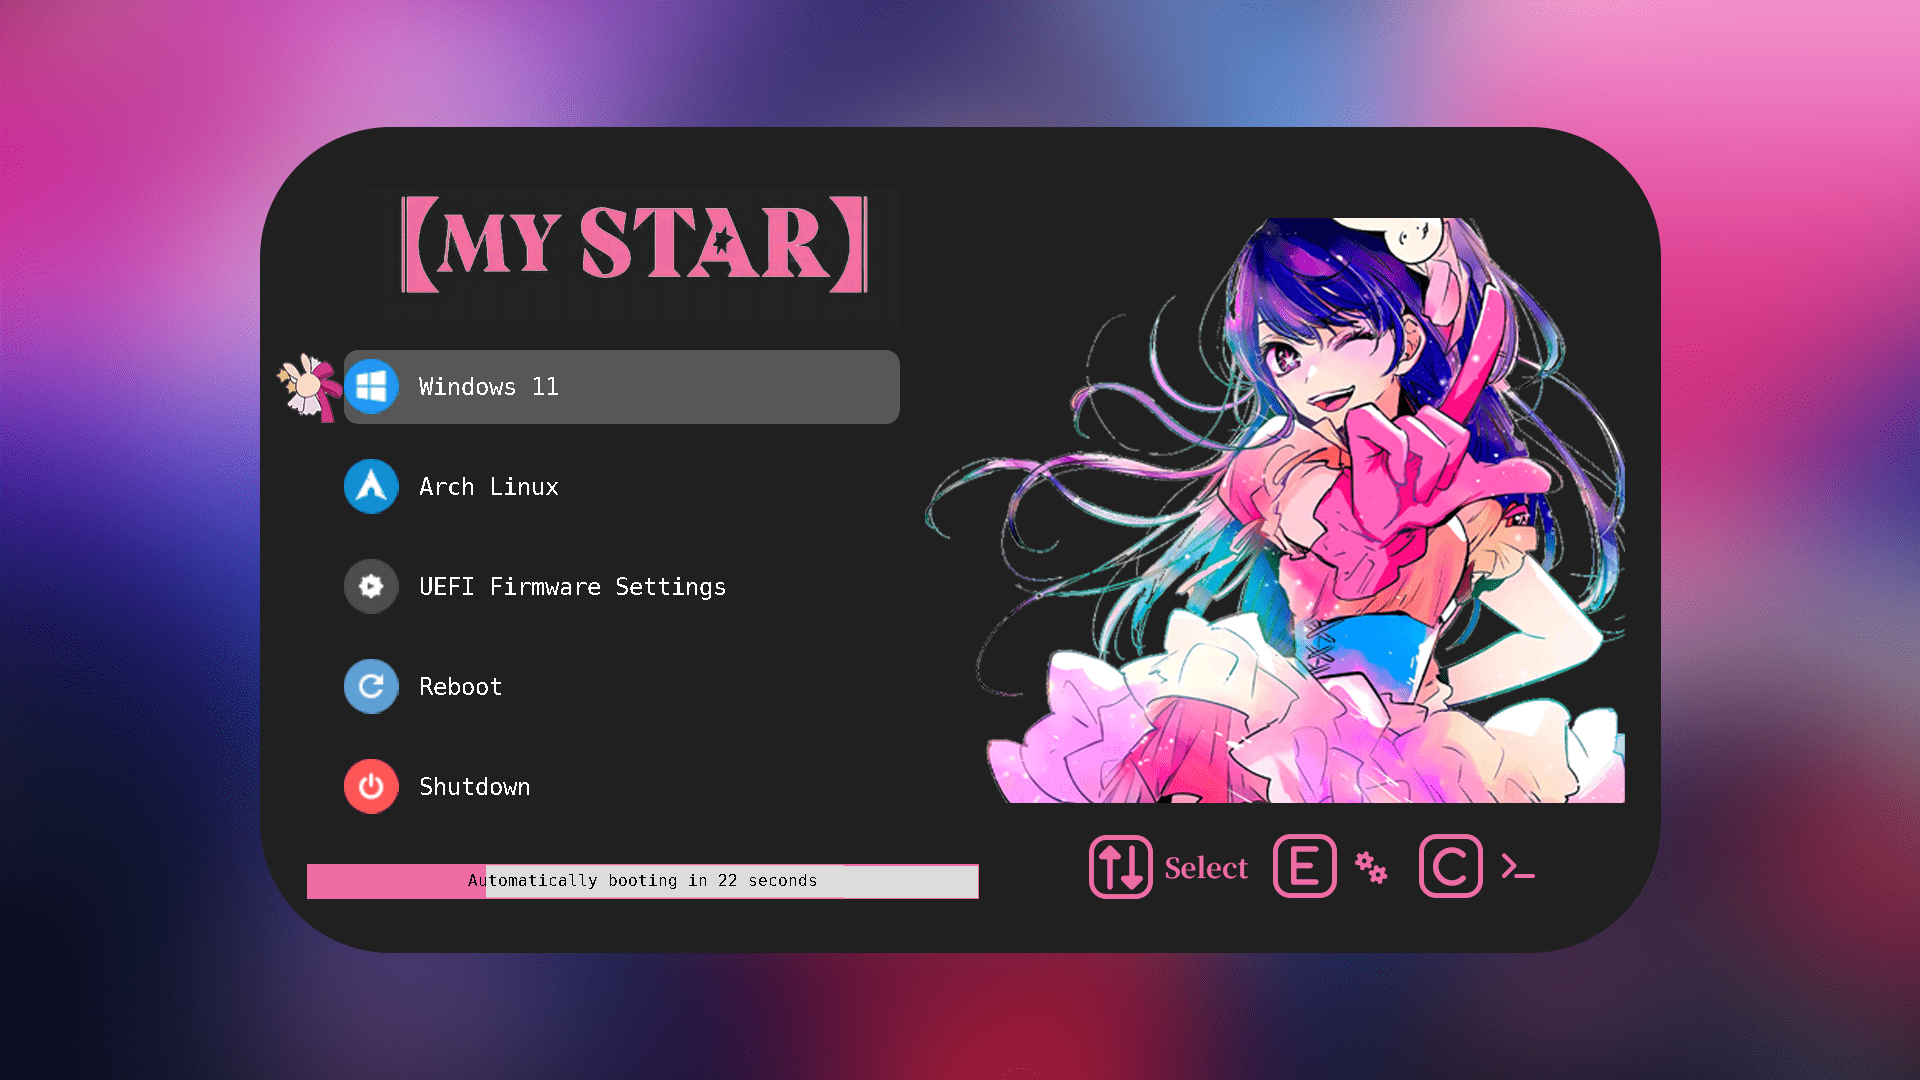 【MY STAR】
Windows 11
Arch Linux
UEFI Firmware Settings
Reboot
Shutdown
Automatically booting in 22 seconds
Select E C >_